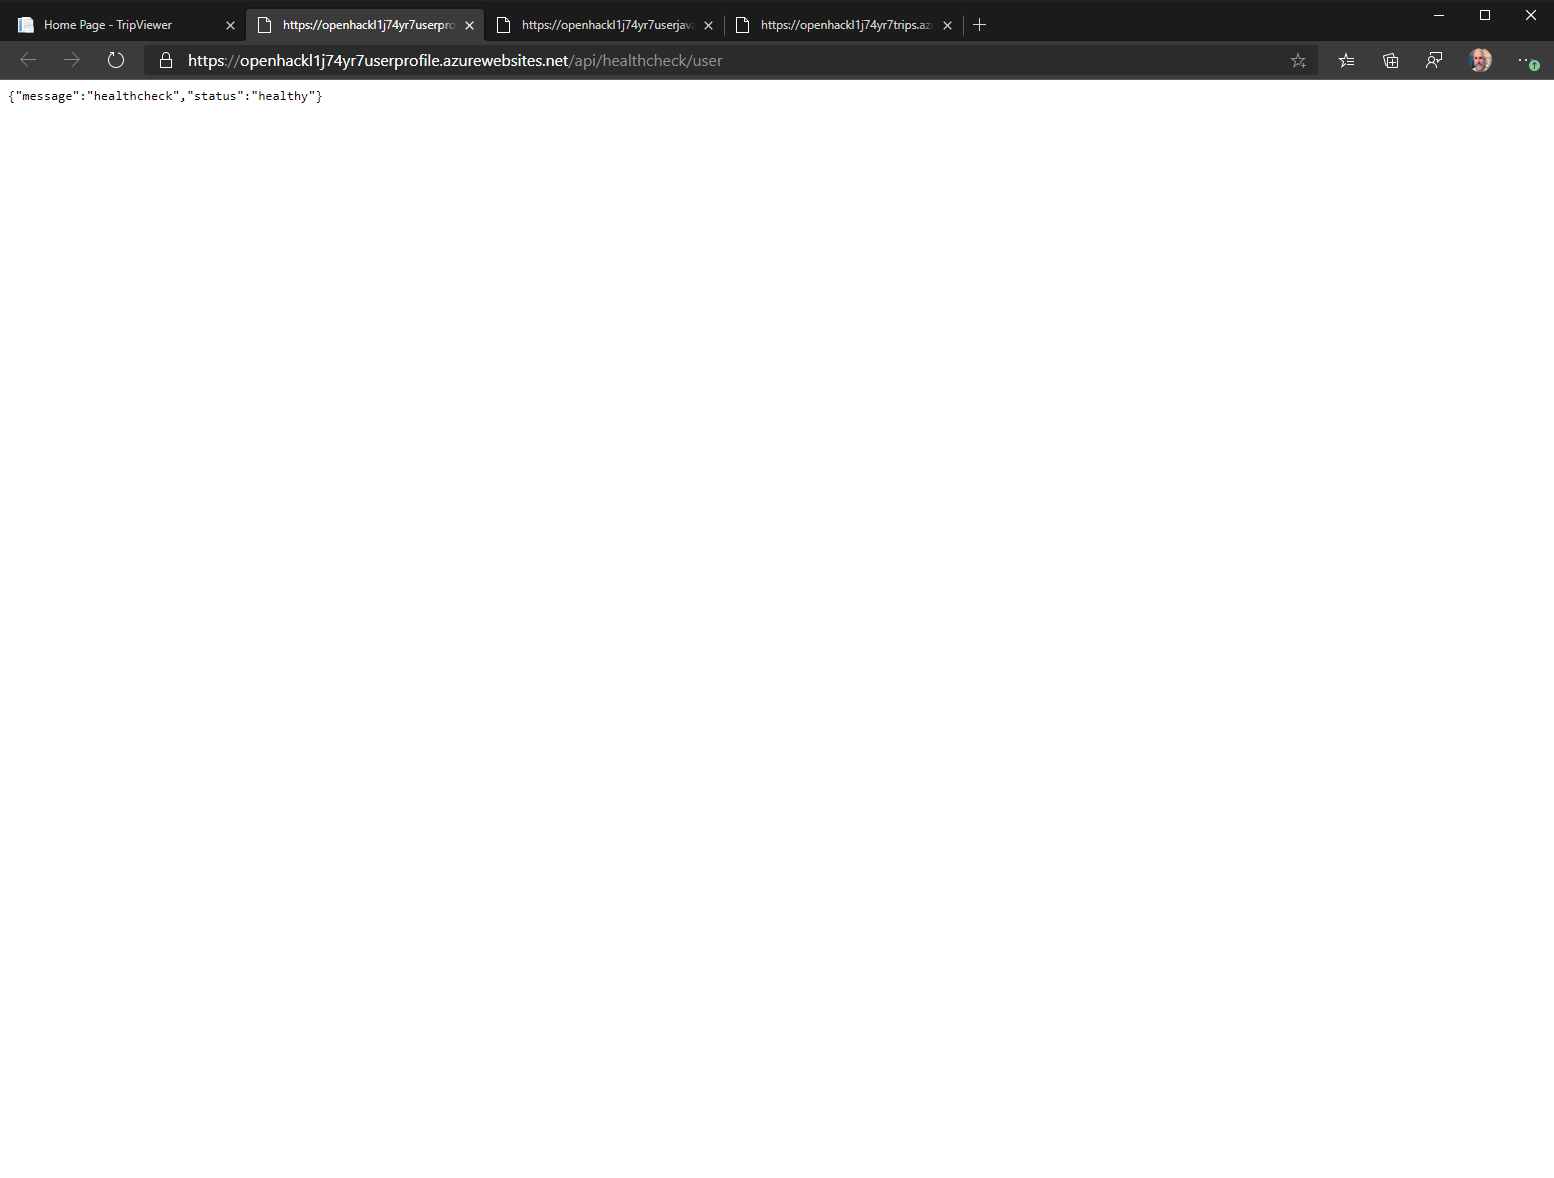 Home Page - TripViewer
https://openhackl1j74yr7userpro
https://openhackl1j74yr7userjava
https://openhackl1j74yr7trips.az
https://openhackl1j74yr7userprofile.azurewebsites.net/api/healthcheck/user
{"message":"healthcheck","status":"healthy"}